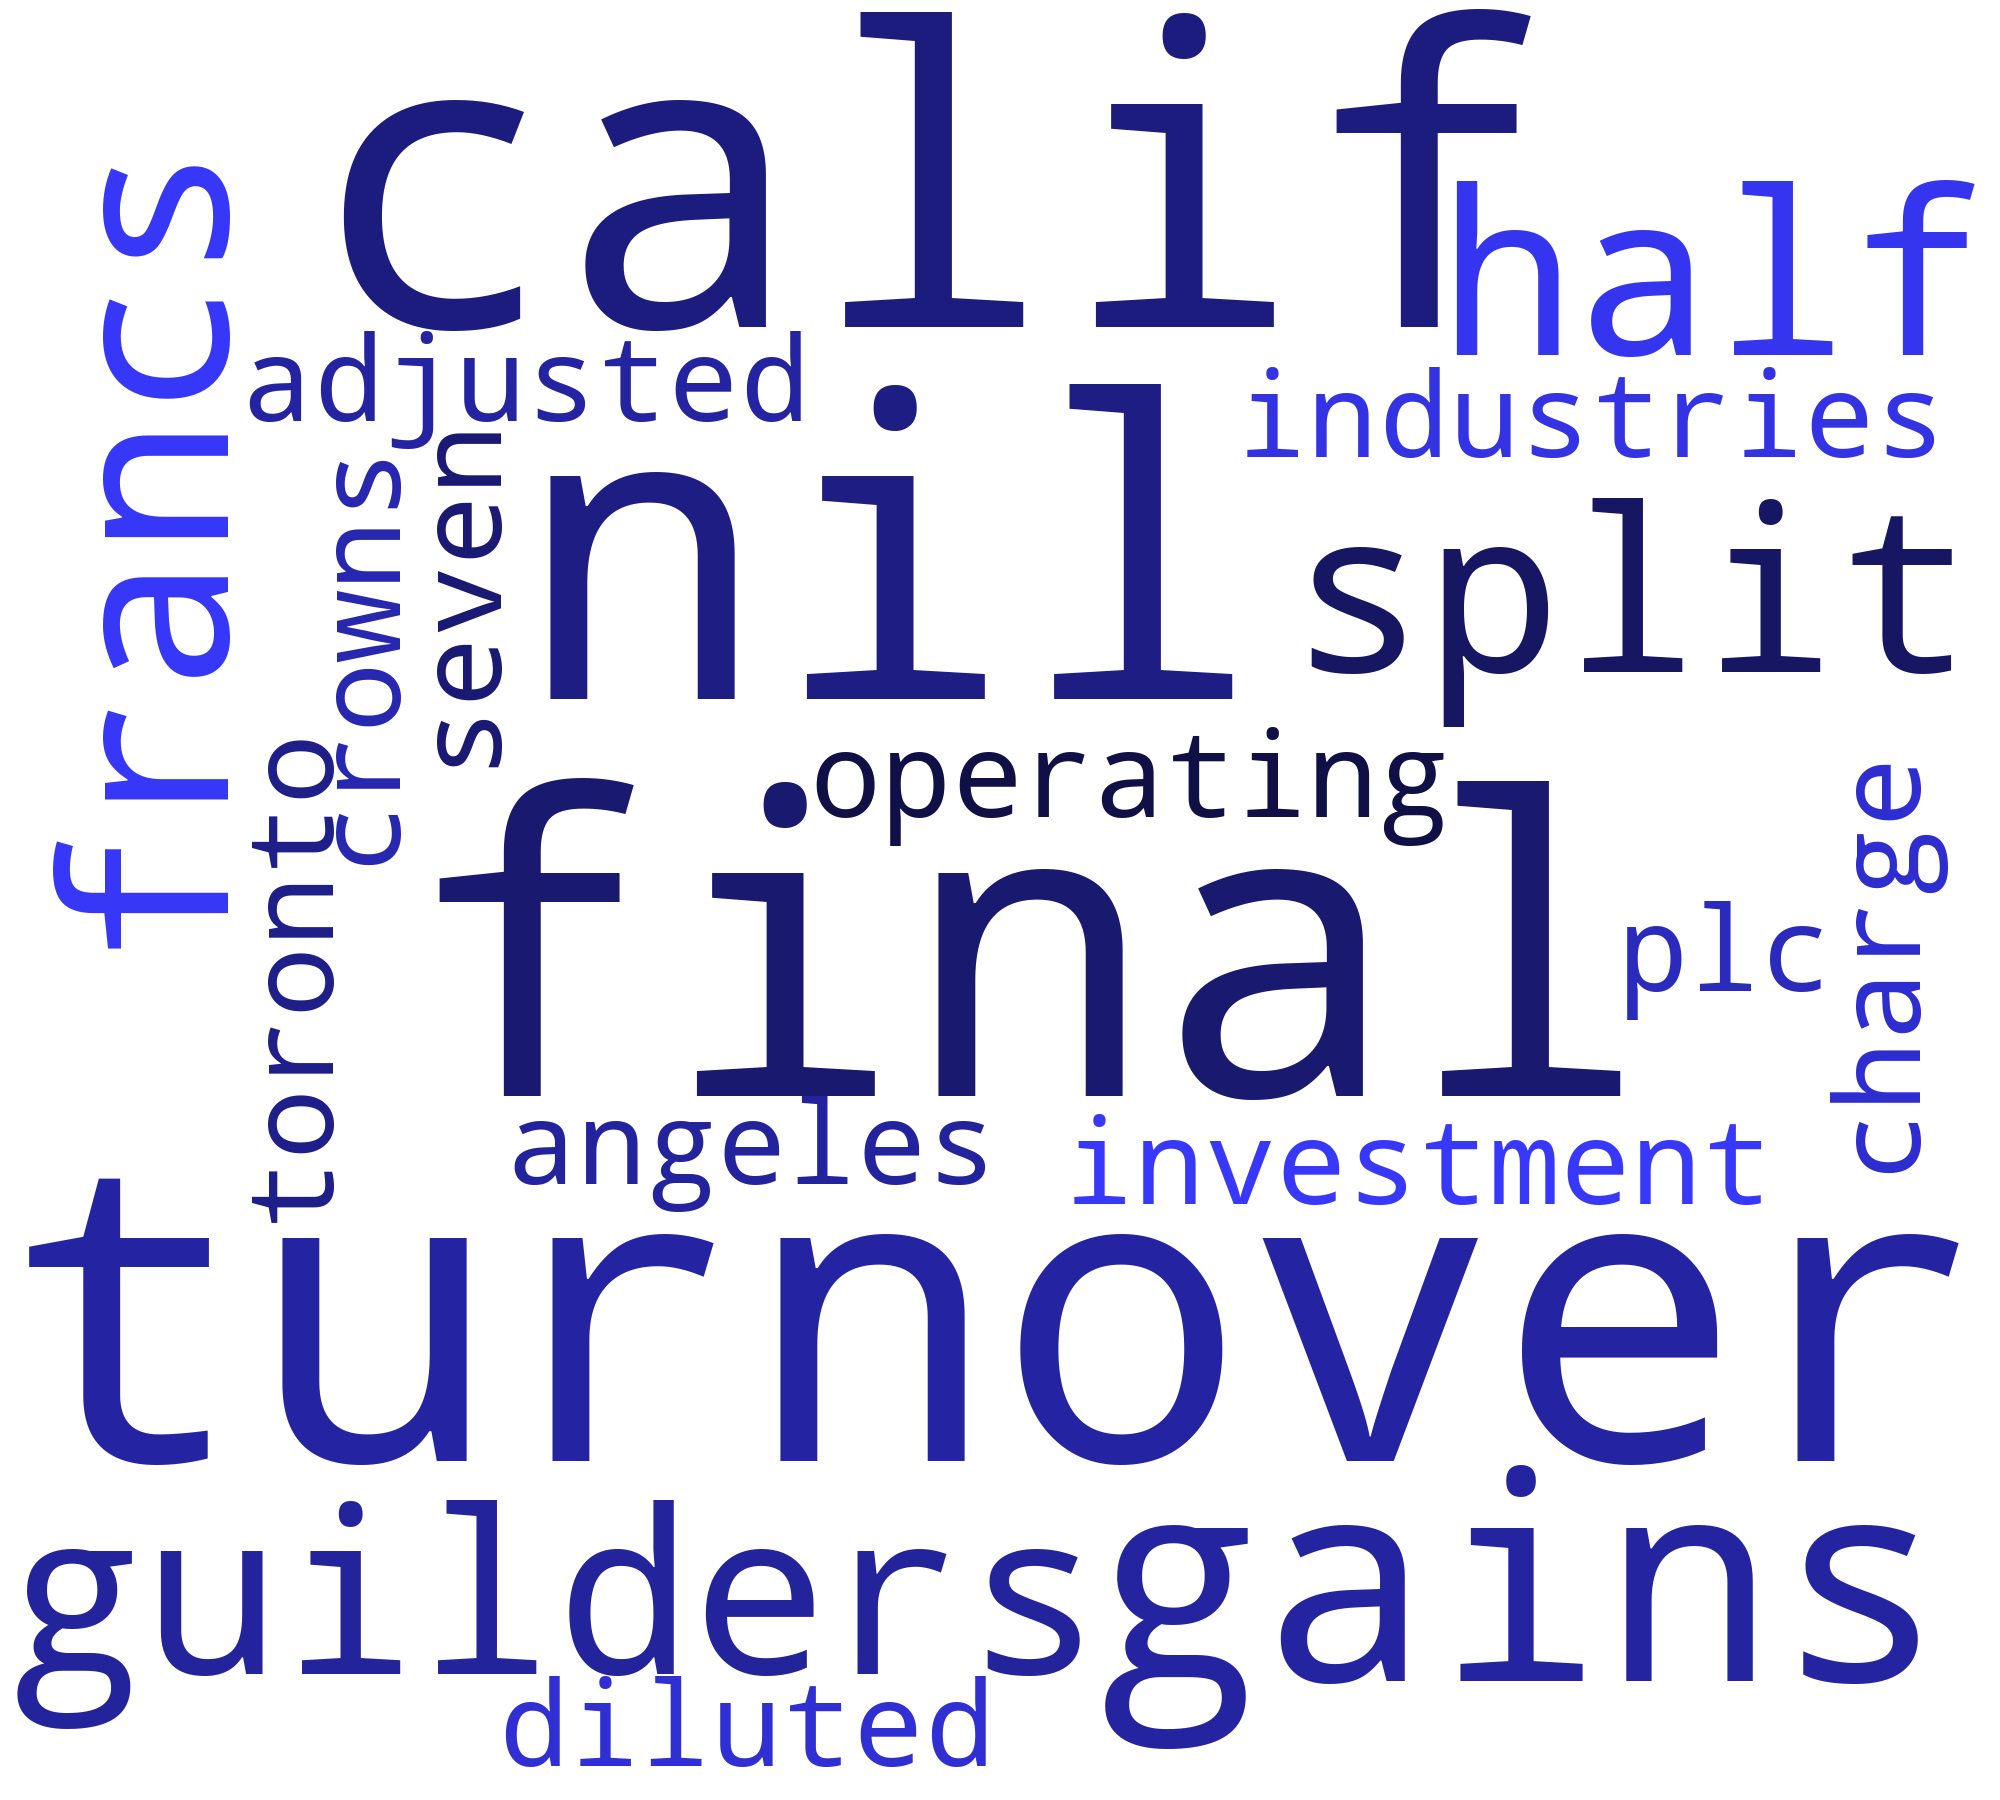 calif
half
francs
adjusted
industries
nil
seven
crowns
split
operating
toronto
final
charge
plc
angeles
investment
turnover
guilders
gains
diluted